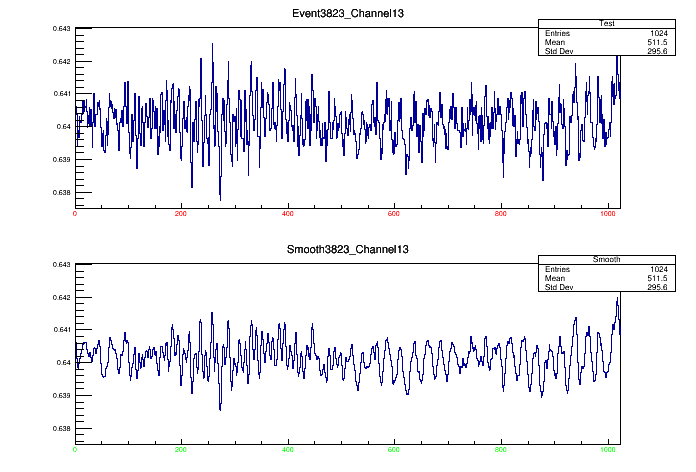 Event3823_Channel13
Test
Entries 1024
Mean 511.5
Std Dev 295.6
0.643
0.642
0.641
0.64
0.639
0.638
0 200 400 600 800 1000
Smooth3823_Channel13
Smooth
Entries 1024
Mean 511.5
Std Dev 295.6
0.643
0.642
0.641
0.64
0.639
0.638
0 200 400 600 800 1000